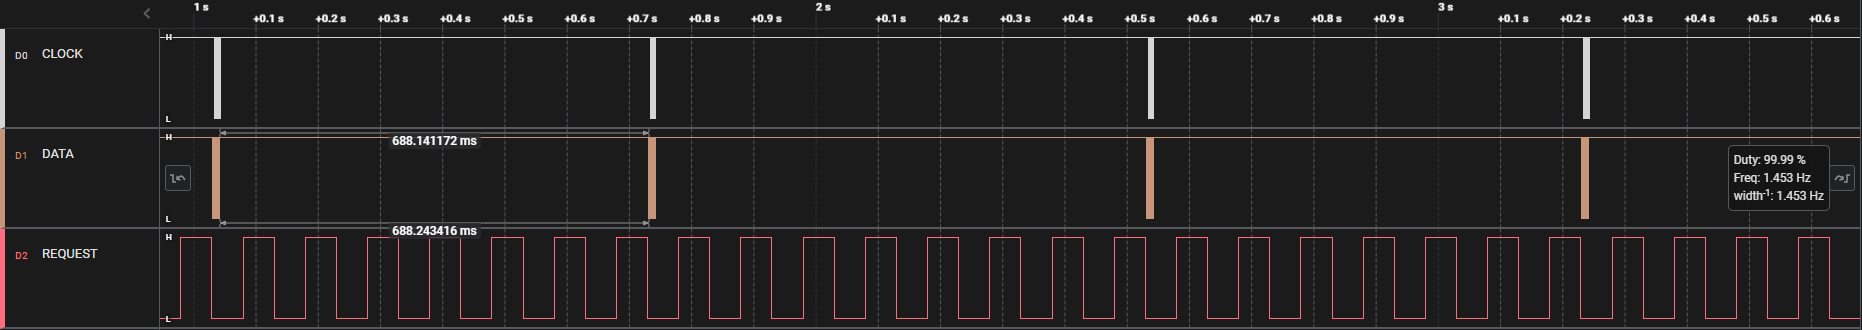 1 s +0.1 s +0.2 s +0.3 s +0.4 s +0.5 s +0.6 s +0.7 s +0.8 s +0.9 s 2 s +0.1 s +0.2 s +0.3 s +0.4 s +0.5 s +0.6 s +0.7 s +0.8 s +0.9 s 3 s +0.1 s +0.2 s +0.3 s +0.4 s +0.5 s +0.6 s
H
D0 CLOCK
L
H
688.141172 ms
D1 DATA
Duty: 99.99 %
Freq: 1.453 Hz
width⁻¹: 1.453 Hz
L
688.243416 ms
H
D2 REQUEST
L